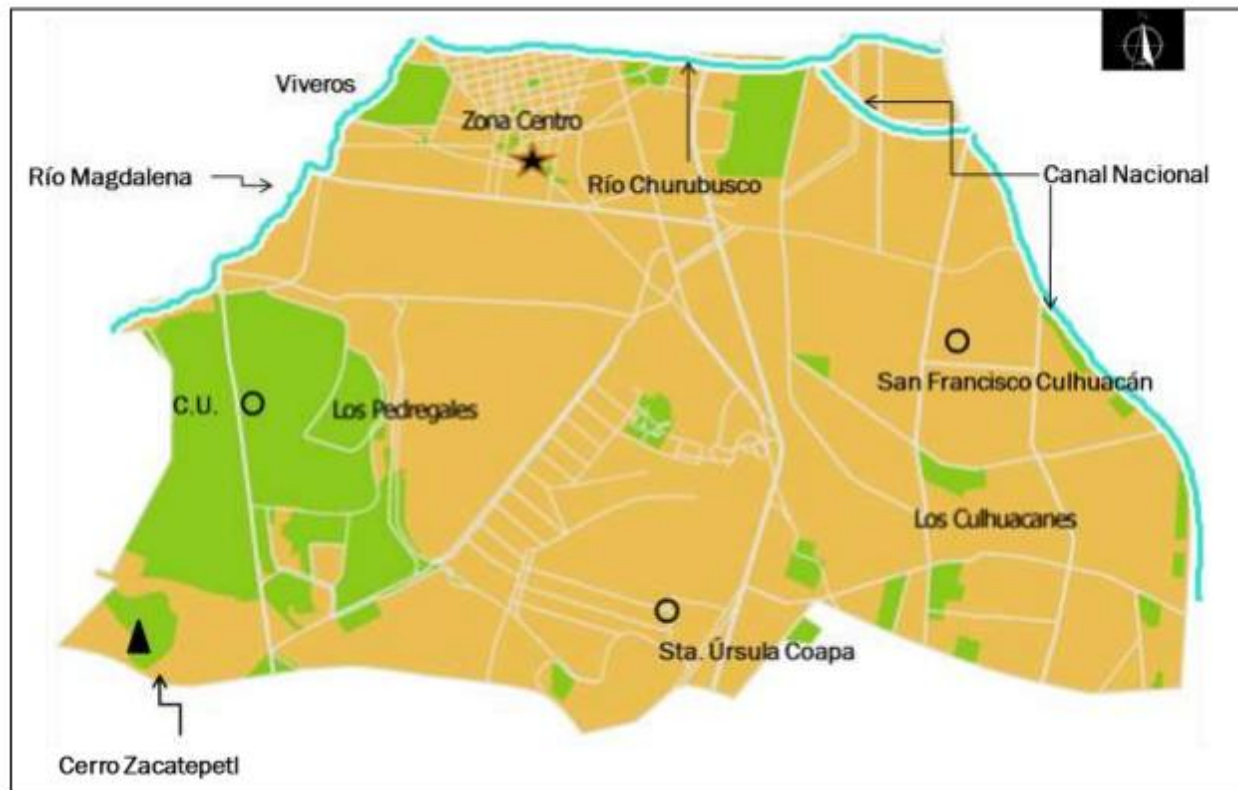 Viveros
Zona Centro
Río Magdalena
Río Churubusco
Canal Nacional
San Francisco Culhuacán
C.U.
Los Pedregales
Los Culhuacanes
Sta. Úrsula Coapa
Cerro Zacatepetl